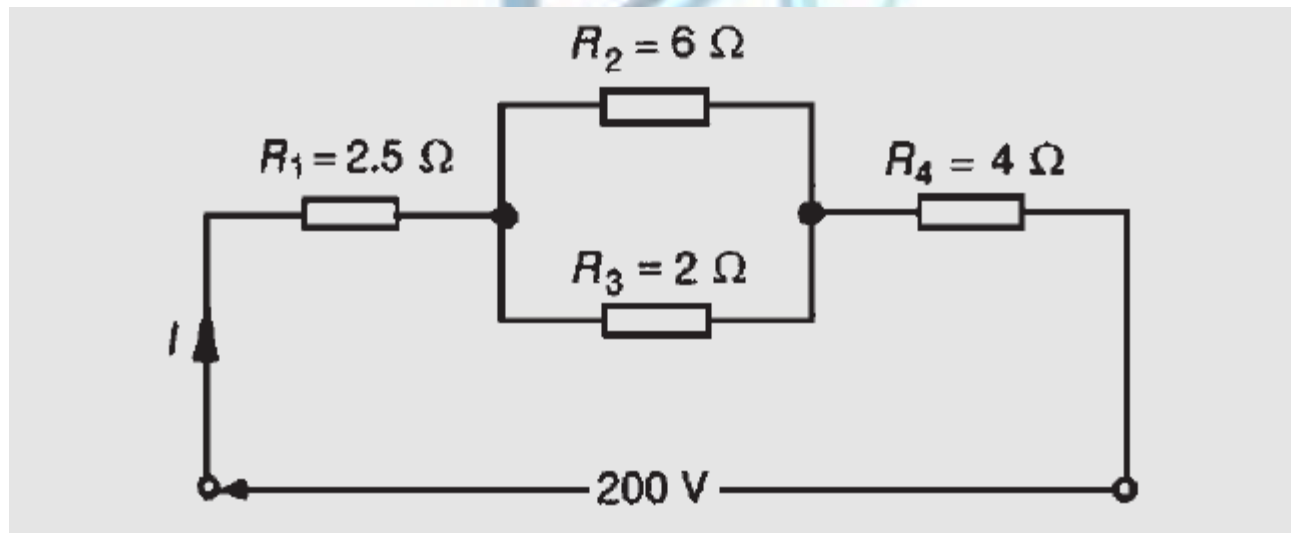 R₂ = 6 Ω
R₁ = 2.5 Ω
R₄ = 4 Ω
R₃ = 2 Ω
I
200 V